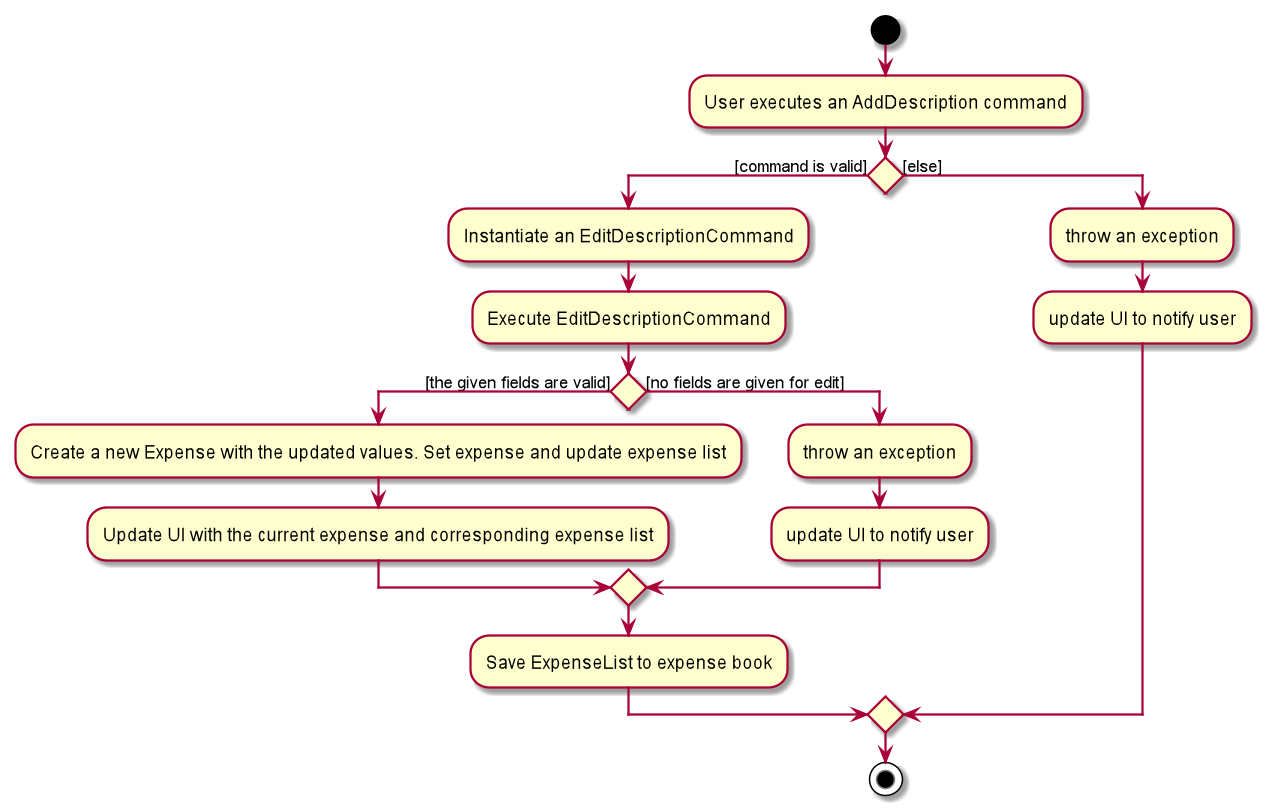 User executes an AddDescription command
[command is valid]
[else]
Instantiate an EditDescriptionCommand
throw an exception
Execute EditDescriptionCommand
update UI to notify user
[the given fields are valid]
[no fields are given for edit]
Create a new Expense with the updated values. Set expense and update expense list
throw an exception
Update UI with the current expense and corresponding expense list
update UI to notify user
Save ExpenseList to expense book